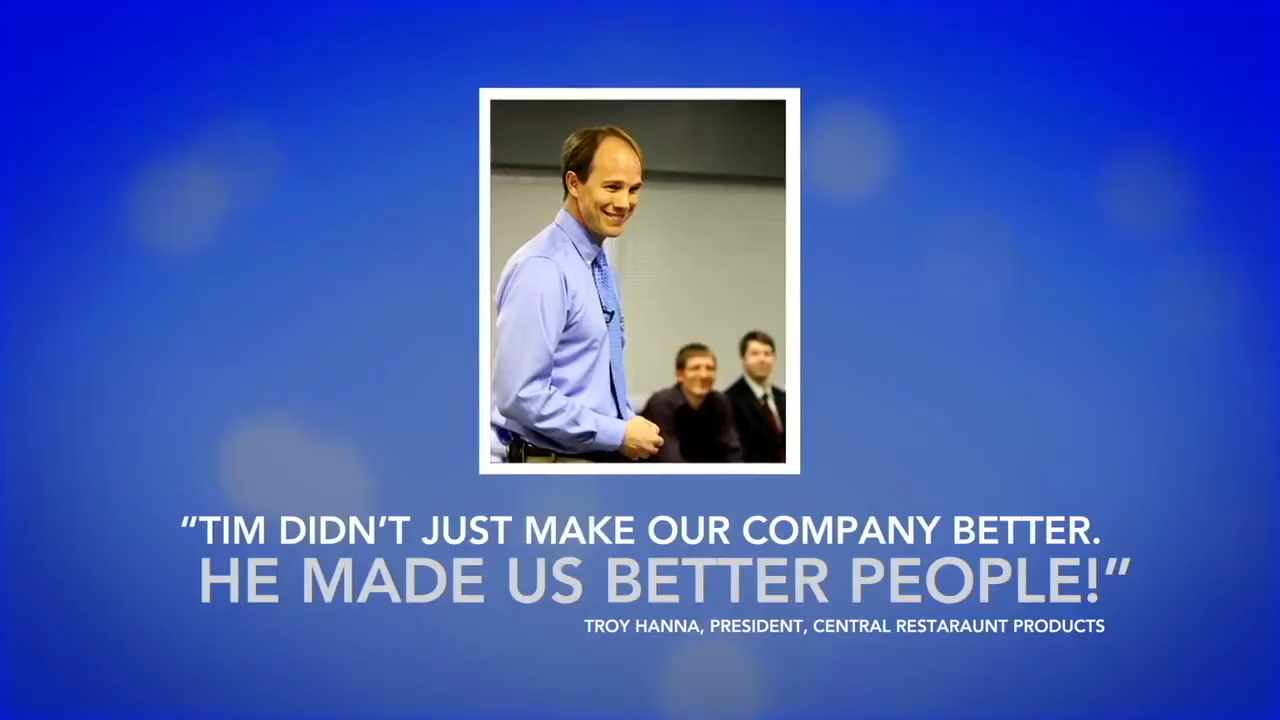 “TIM DIDN’T JUST MAKE OUR COMPANY BETTER.
HE MADE US BETTER PEOPLE!”
TROY HANNA, PRESIDENT, CENTRAL RESTARAUNT PRODUCTS